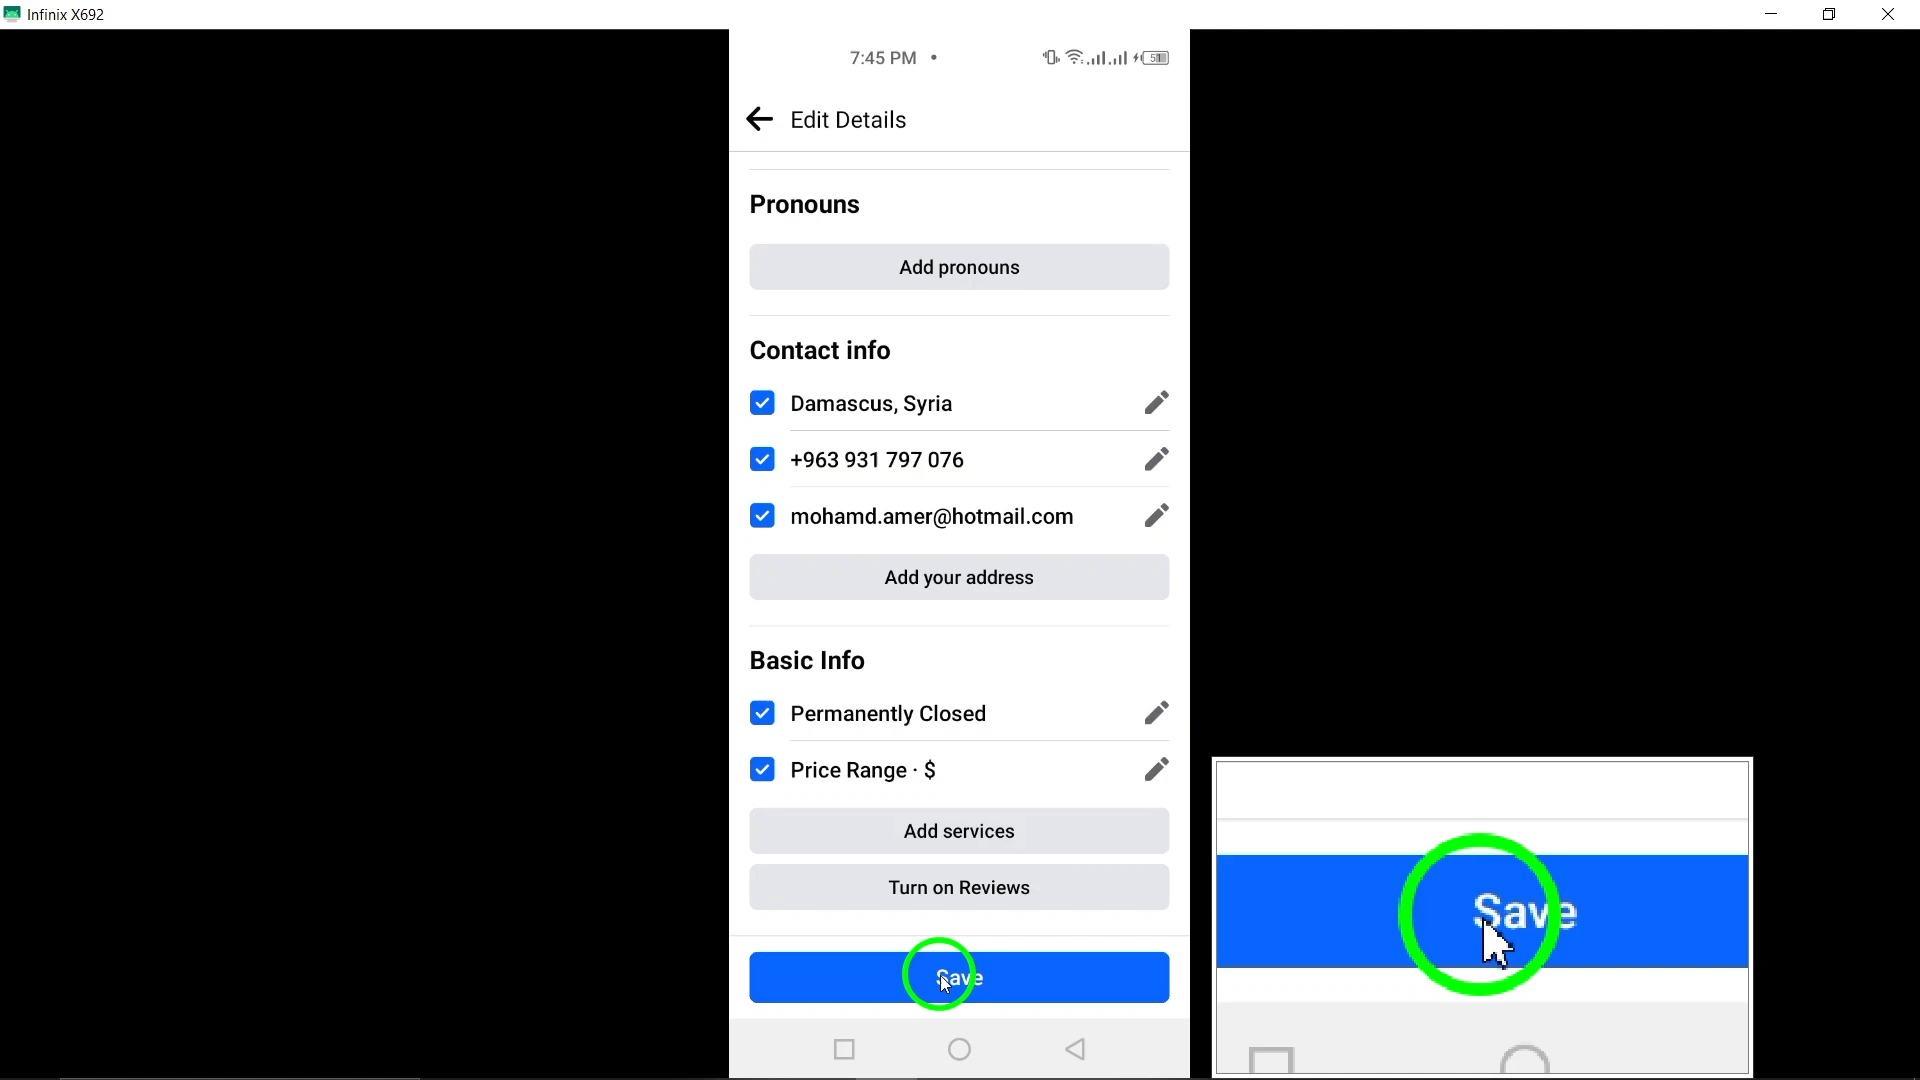 Infinix X692
7:45 PM
51
Edit Details
Pronouns
Add pronouns
Contact info
Damascus, Syria
+963 931 797 076
mohamd.amer@hotmail.com
Add your address
Basic Info
Permanently Closed
Price Range · $
Add services
Turn on Reviews
Save
Save